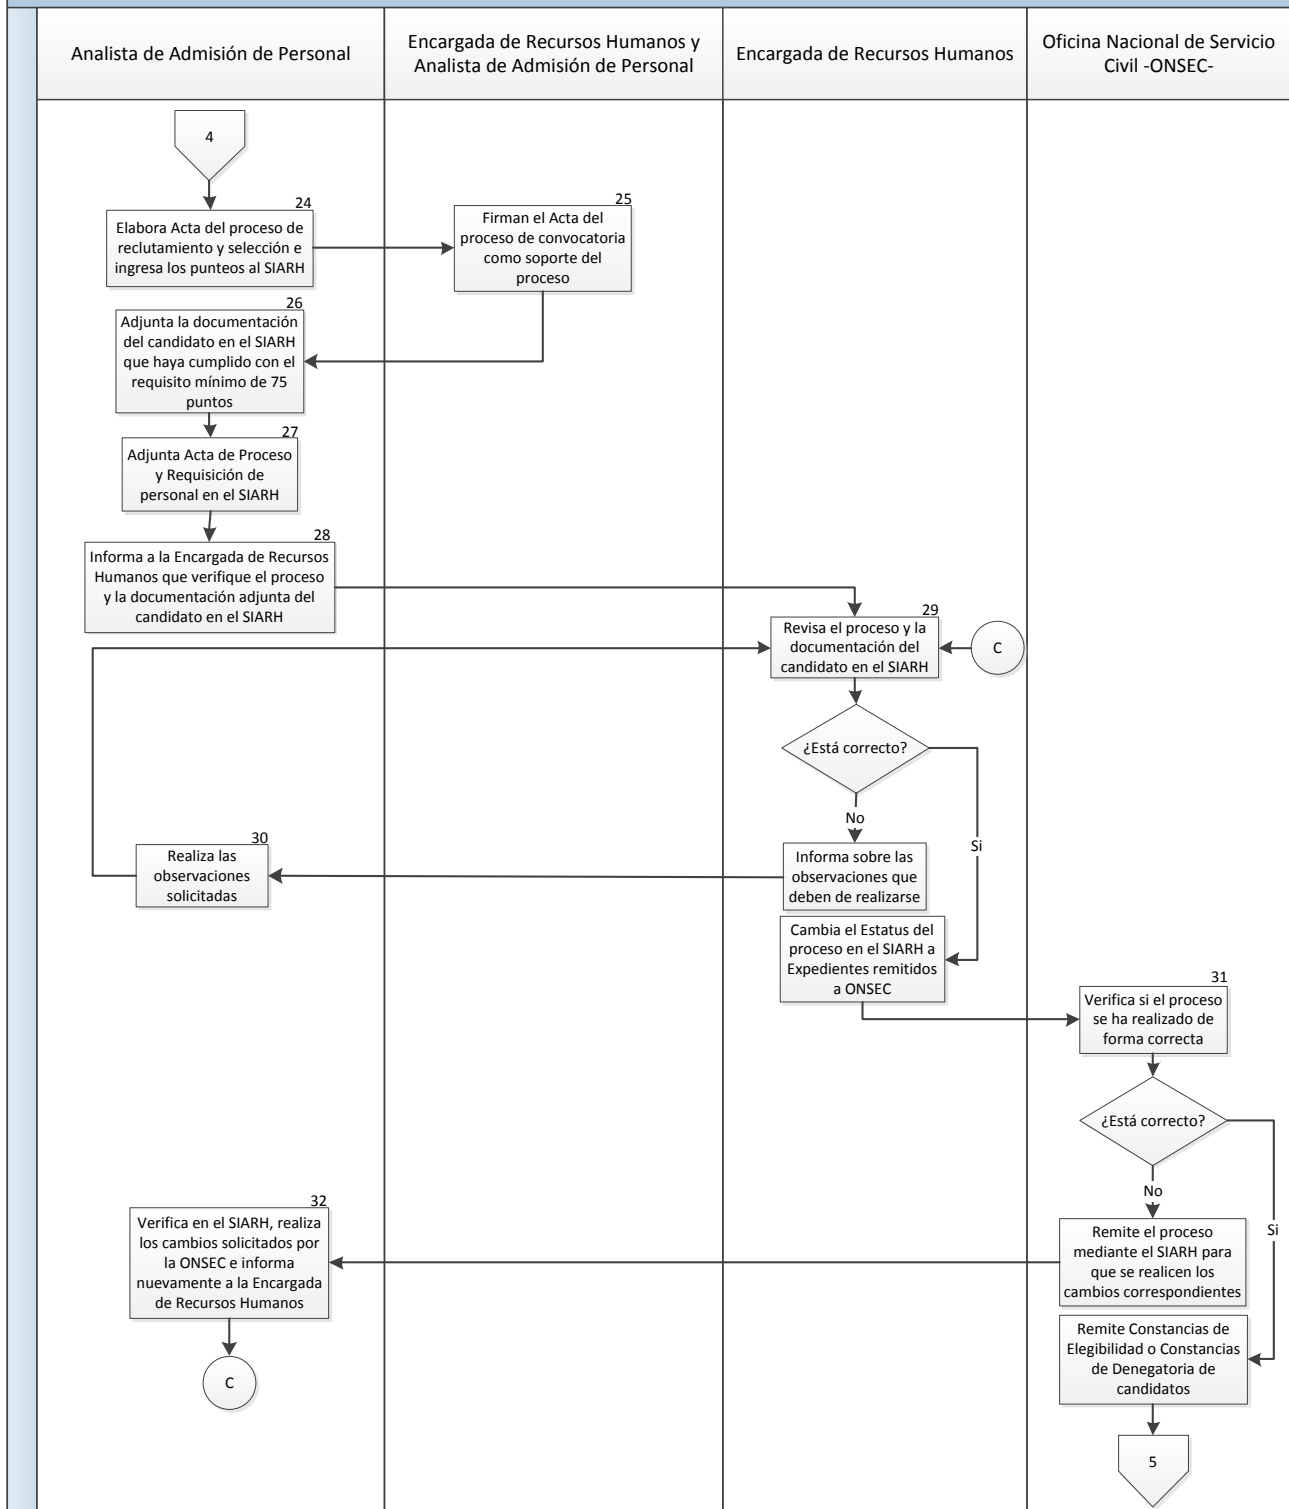 Analista de Admisión de Personal
Encargada de Recursos Humanos y
Analista de Admisión de Personal
Encargada de Recursos Humanos
Oficina Nacional de Servicio
Civil -ONSEC-
4
24
Elabora Acta del proceso de
reclutamiento y selección e
ingresa los punteos al SIARH
25
Firman el Acta del
proceso de convocatoria
como soporte del
proceso
26
Adjunta la documentación
del candidato en el SIARH
que haya cumplido con el
requisito mínimo de 75
puntos
27
Adjunta Acta de Proceso
y Requisición de
personal en el SIARH
28
Informa a la Encargada de Recursos
Humanos que verifique el proceso
y la documentación adjunta del
candidato en el SIARH
29
Revisa el proceso y la
documentación del
candidato en el SIARH
C
¿Está correcto?
No
Si
30
Realiza las
observaciones
solicitadas
Informa sobre las
observaciones que
deben de realizarse
Cambia el Estatus del
proceso en el SIARH a
Expedientes remitidos
a ONSEC
31
Verifica si el proceso
se ha realizado de
forma correcta
¿Está correcto?
No
Si
32
Verifica en el SIARH, realiza
los cambios solicitados por
la ONSEC e informa
nuevamente a la Encargada
de Recursos Humanos
Remite el proceso
mediante el SIARH para
que se realicen los
cambios correspondientes
Remite Constancias de
Elegibilidad o Constancias
de Denegatoria de
candidatos
C
5